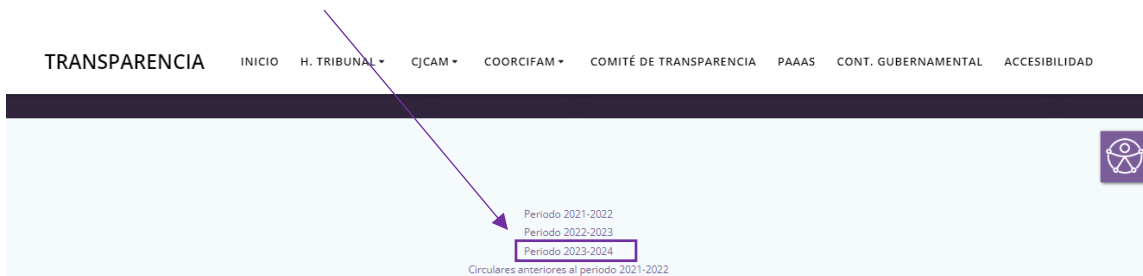 TRANSPARENCIA INICIO H. TRIBUNAL CJCAM COORCIFAM COMITÉ DE TRANSPARENCIA PAAAS CONT. GUBERNAMENTAL ACCESIBILIDAD
Periodo 2021-2022
Periodo 2022-2023
Periodo 2023-2024
Circulares anteriores al periodo 2021-2022